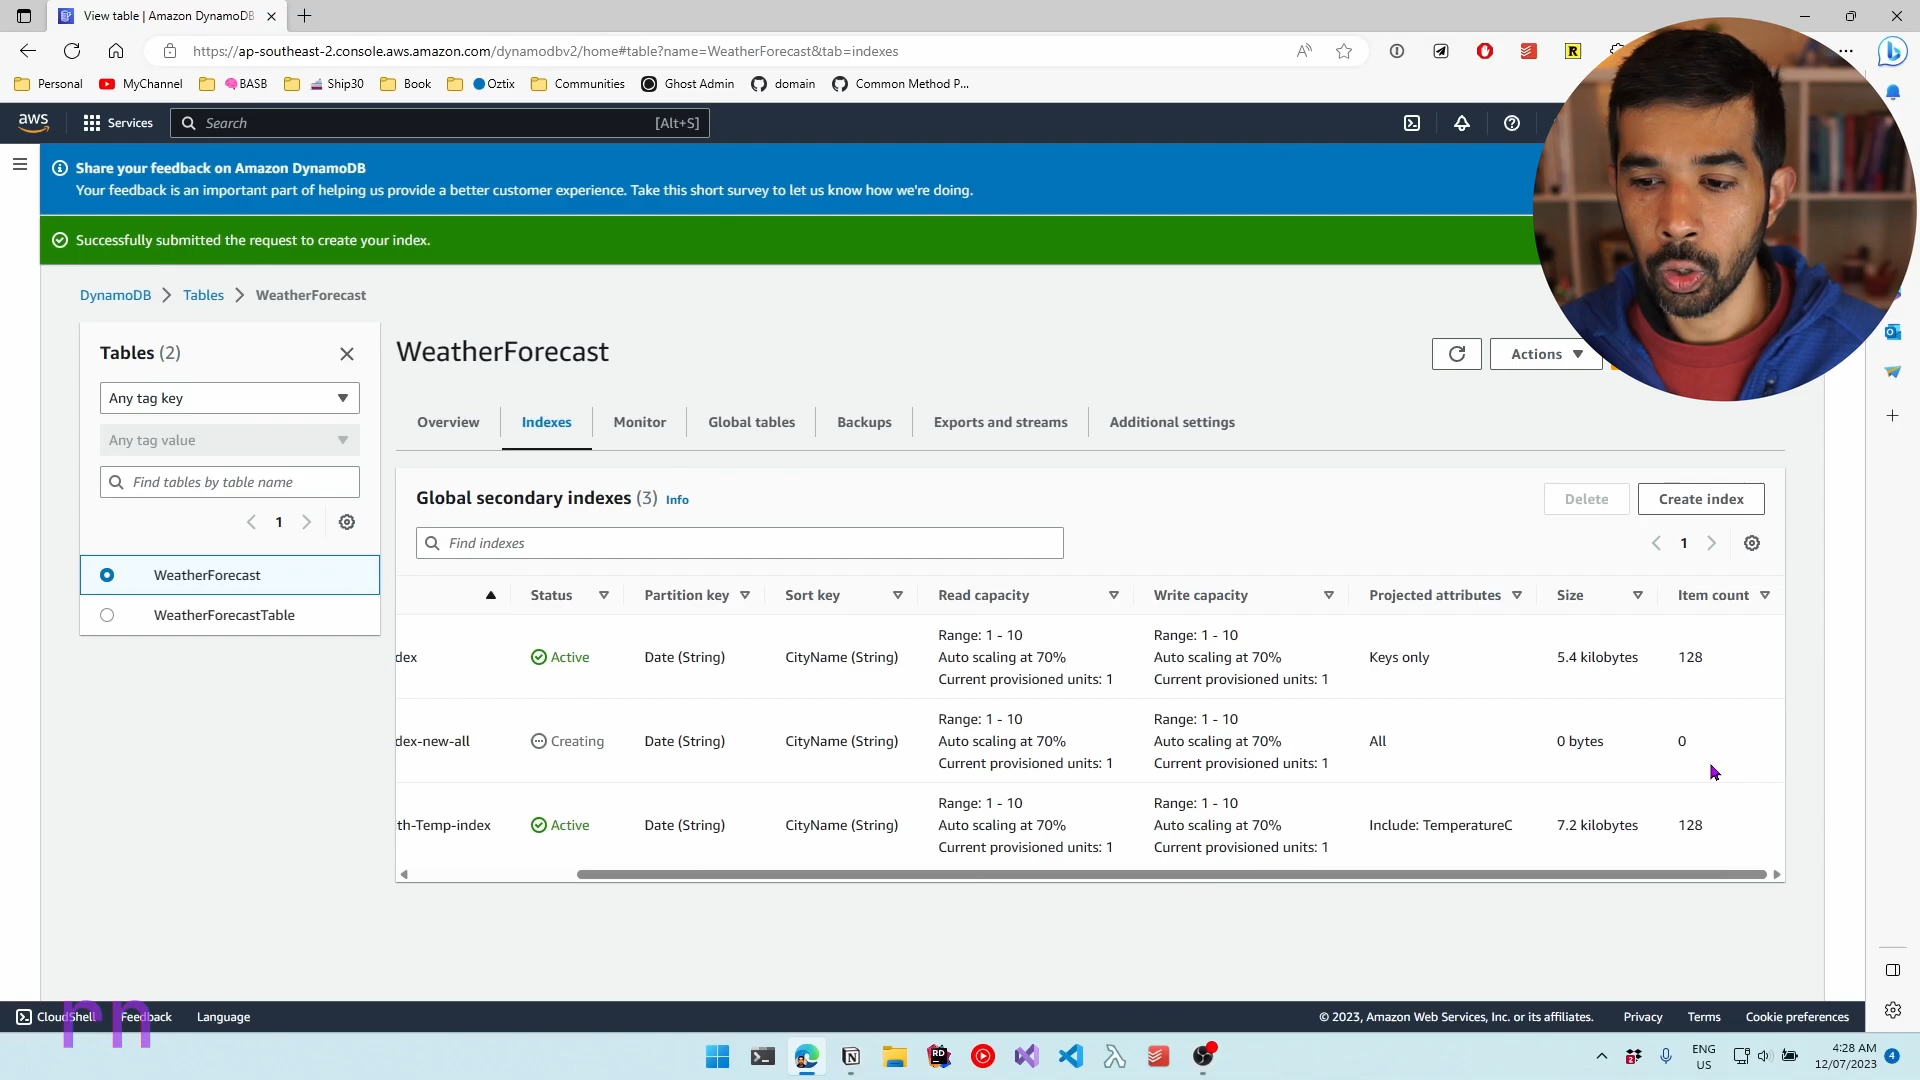 View table | Amazon DynamoDB
https://ap-southeast-2.console.aws.amazon.com/dynamodbv2/home#table?name=WeatherForecast&tab=indexes
Personal
MyChannel
BASB
Ship30
Book
Oztix
Communities
Ghost Admin
domain
Common Method P...
aws
Services
Search
[Alt+S]
Share your feedback on Amazon DynamoDB
Your feedback is an important part of helping us provide a better customer experience. Take this short survey to let us know how we're doing.
Successfully submitted the request to create your index.
DynamoDB
Tables
WeatherForecast
Tables (2)
Any tag key
Any tag value
Find tables by table name
1
WeatherForecast
WeatherForecastTable
WeatherForecast
Actions
Overview
Indexes
Monitor
Global tables
Backups
Exports and streams
Additional settings
Global secondary indexes (3) Info
Delete
Create index
Find indexes
1
Status
Partition key
Sort key
Read capacity
Write capacity
Projected attributes
Size
Item count
dex
Active
Date (String)
CityName (String)
Range: 1 - 10
Auto scaling at 70%
Current provisioned units: 1
Range: 1 - 10
Auto scaling at 70%
Current provisioned units: 1
Keys only
5.4 kilobytes
128
dex-new-all
Creating
Date (String)
CityName (String)
Range: 1 - 10
Auto scaling at 70%
Current provisioned units: 1
Range: 1 - 10
Auto scaling at 70%
Current provisioned units: 1
All
0 bytes
0
th-Temp-index
Active
Date (String)
CityName (String)
Range: 1 - 10
Auto scaling at 70%
Current provisioned units: 1
Range: 1 - 10
Auto scaling at 70%
Current provisioned units: 1
Include: TemperatureC
7.2 kilobytes
128
CloudShell
Feedback
Language
© 2023, Amazon Web Services, Inc. or its affiliates.
Privacy
Terms
Cookie preferences
rn
ENG
US
4:28 AM
12/07/2023
4